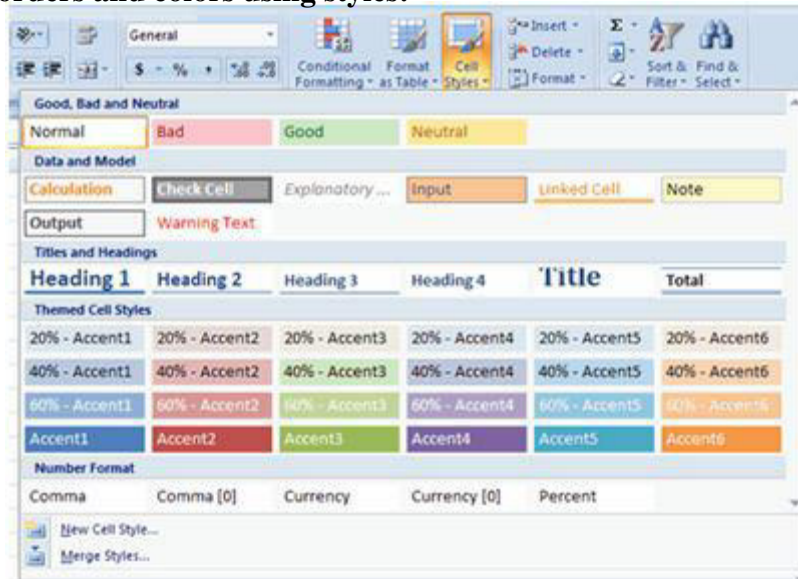 orders and colors using styles.
General Insert Σ
$ % , Conditional Format Cell Delete Sort & Find &
Formatting as Table Styles Format Filter Select
Good, Bad and Neutral
Normal Bad Good Neutral
Data and Model
Calculation Check Cell Explanatory ... Input Linked Cell Note
Output Warning Text
Titles and Headings
Heading 1 Heading 2 Heading 3 Heading 4 Title Total
Themed Cell Styles
20% - Accent1 20% - Accent2 20% - Accent3 20% - Accent4 20% - Accent5 20% - Accent6
40% - Accent1 40% - Accent2 40% - Accent3 40% - Accent4 40% - Accent5 40% - Accent6
60% - Accent1 60% - Accent2 60% - Accent3 60% - Accent4 60% - Accent5 60% - Accent6
Accent1 Accent2 Accent3 Accent4 Accent5 Accent6
Number Format
Comma Comma [0] Currency Currency [0] Percent
New Cell Style...
Merge Styles...